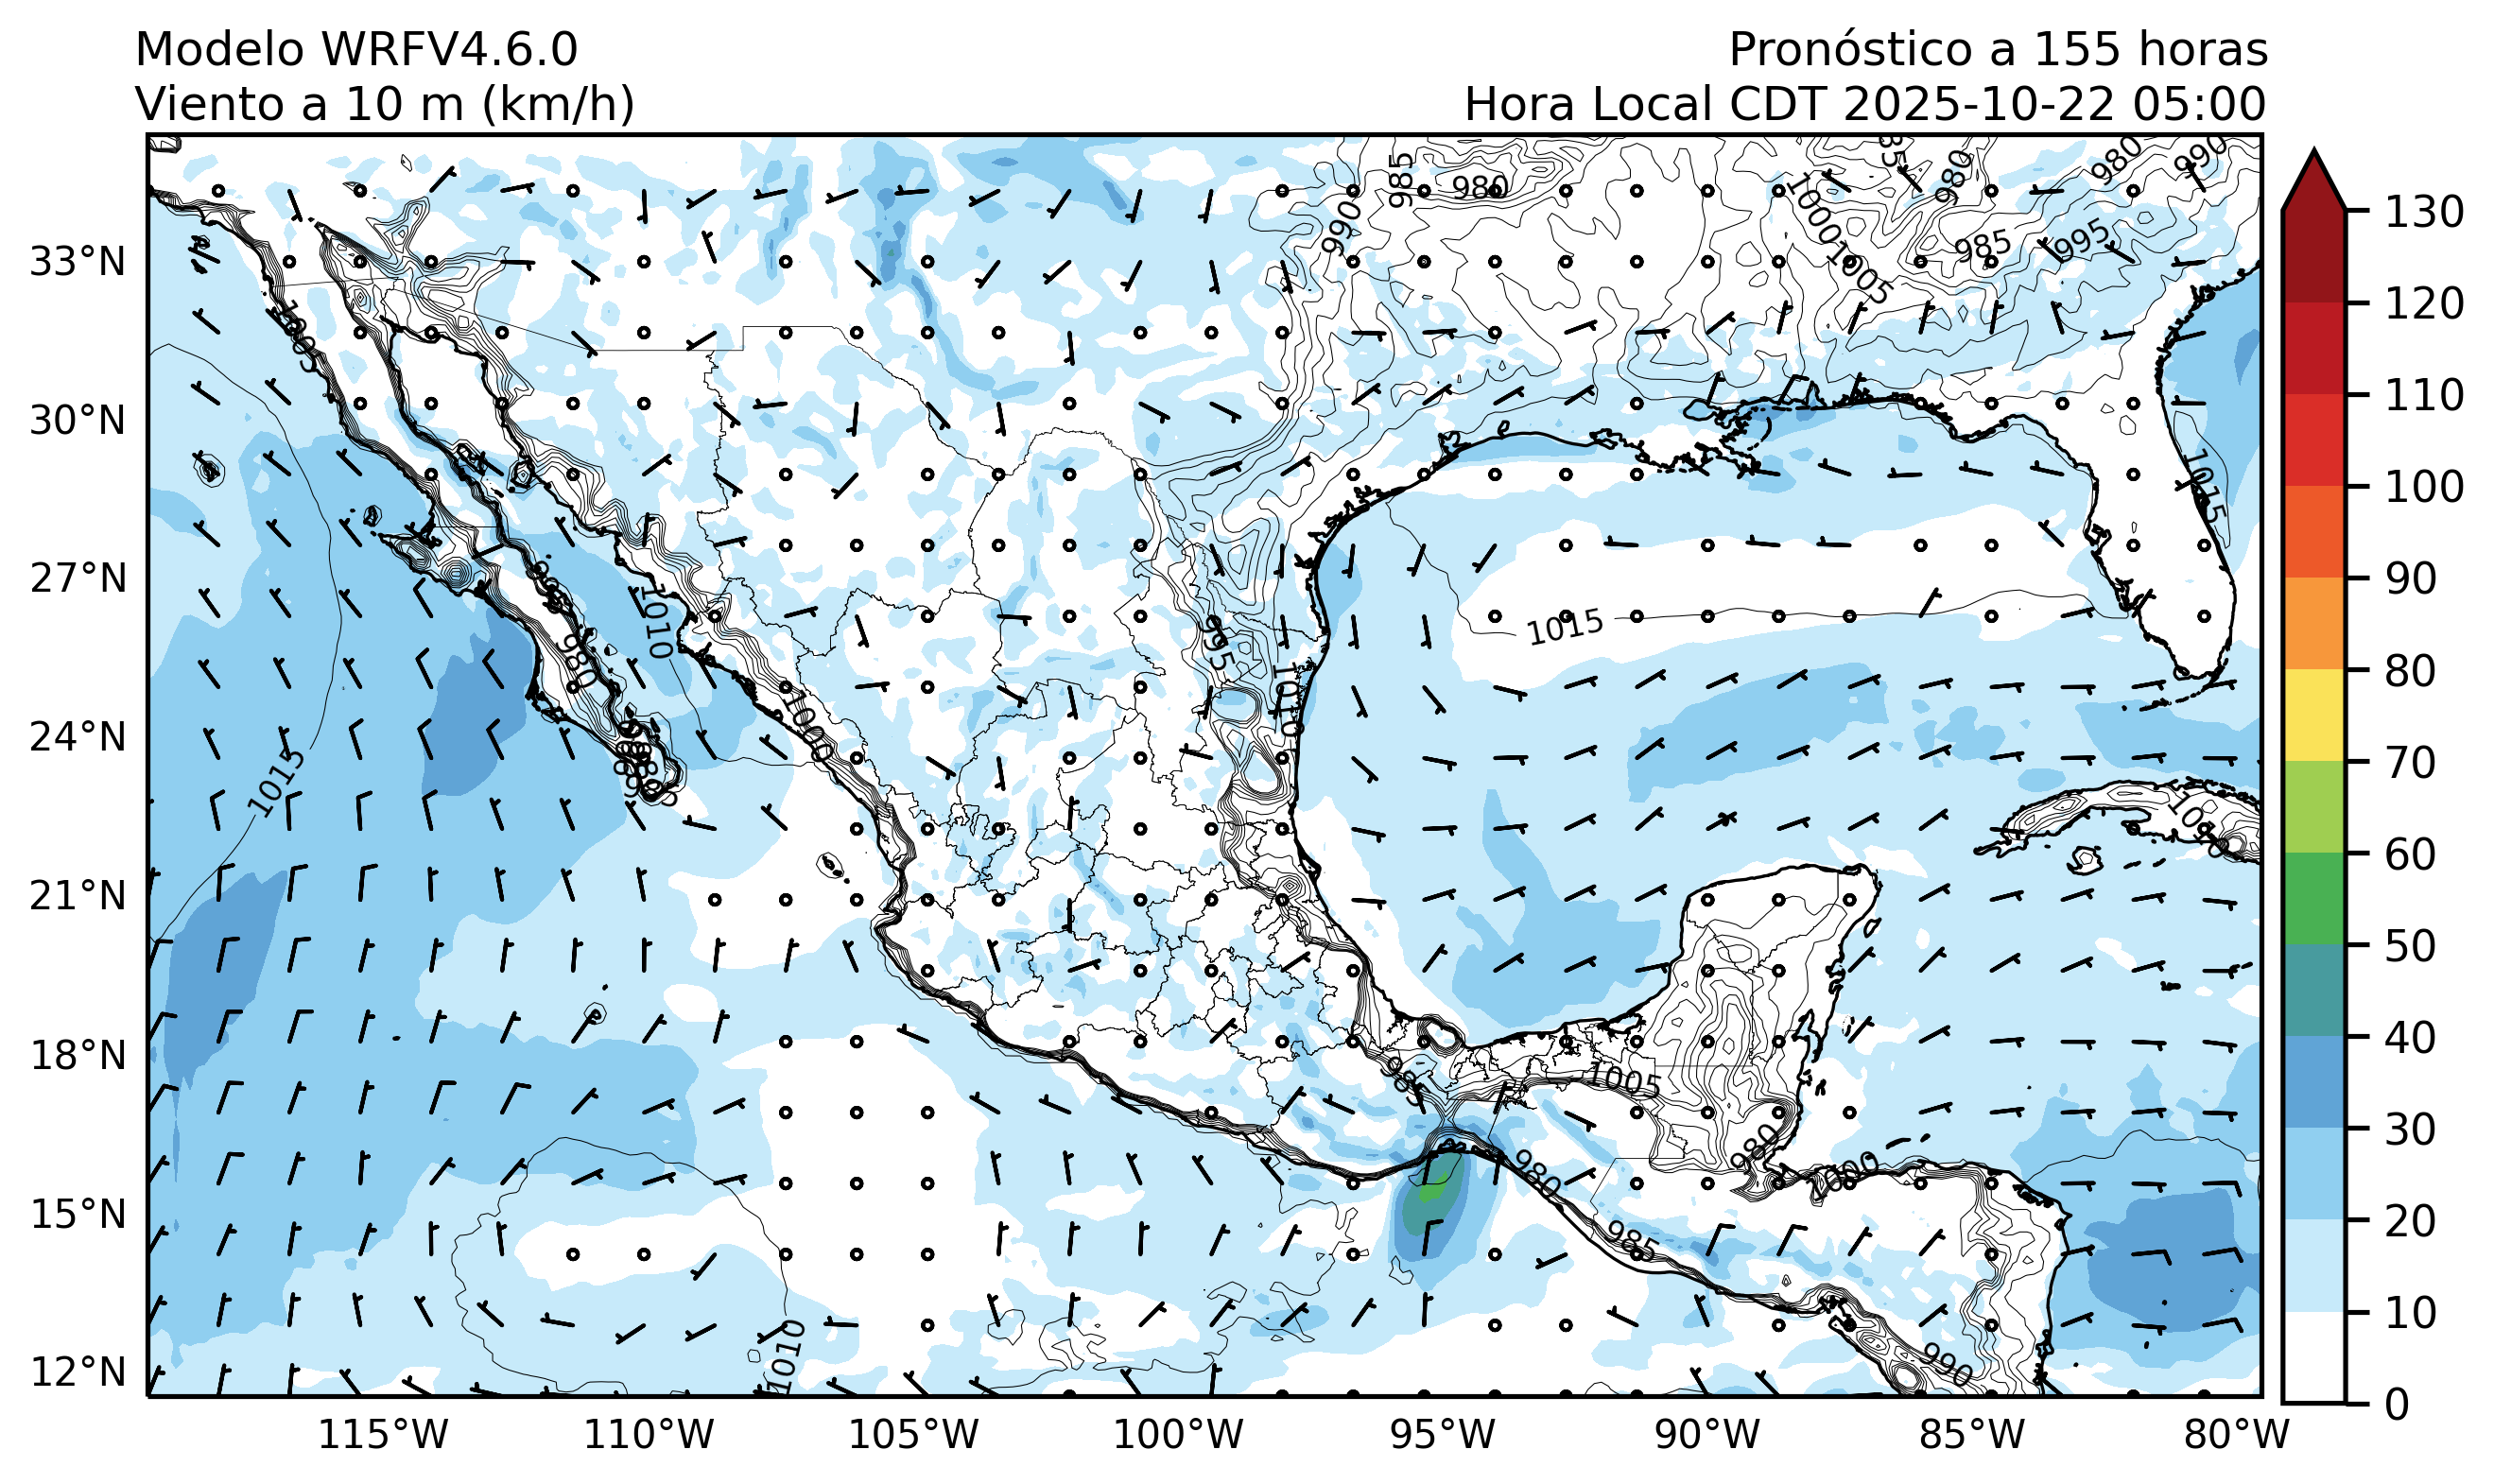 Modelo WRFV4.6.0
Viento a 10 m (km/h)
Pronóstico a 155 horas
Hora Local CDT 2025-10-22 05:00
33°N
30°N
27°N
24°N
21°N
18°N
15°N
12°N
115°W
110°W
105°W
100°W
95°W
90°W
85°W
80°W
130
120
110
100
90
80
70
60
50
40
30
20
10
0
985
980
990
1000
1005
980
985
995
980
990
1015
1010
980
1000
1015
995
1010
1015
1010
985
1005
980
980
1000
985
990
1010